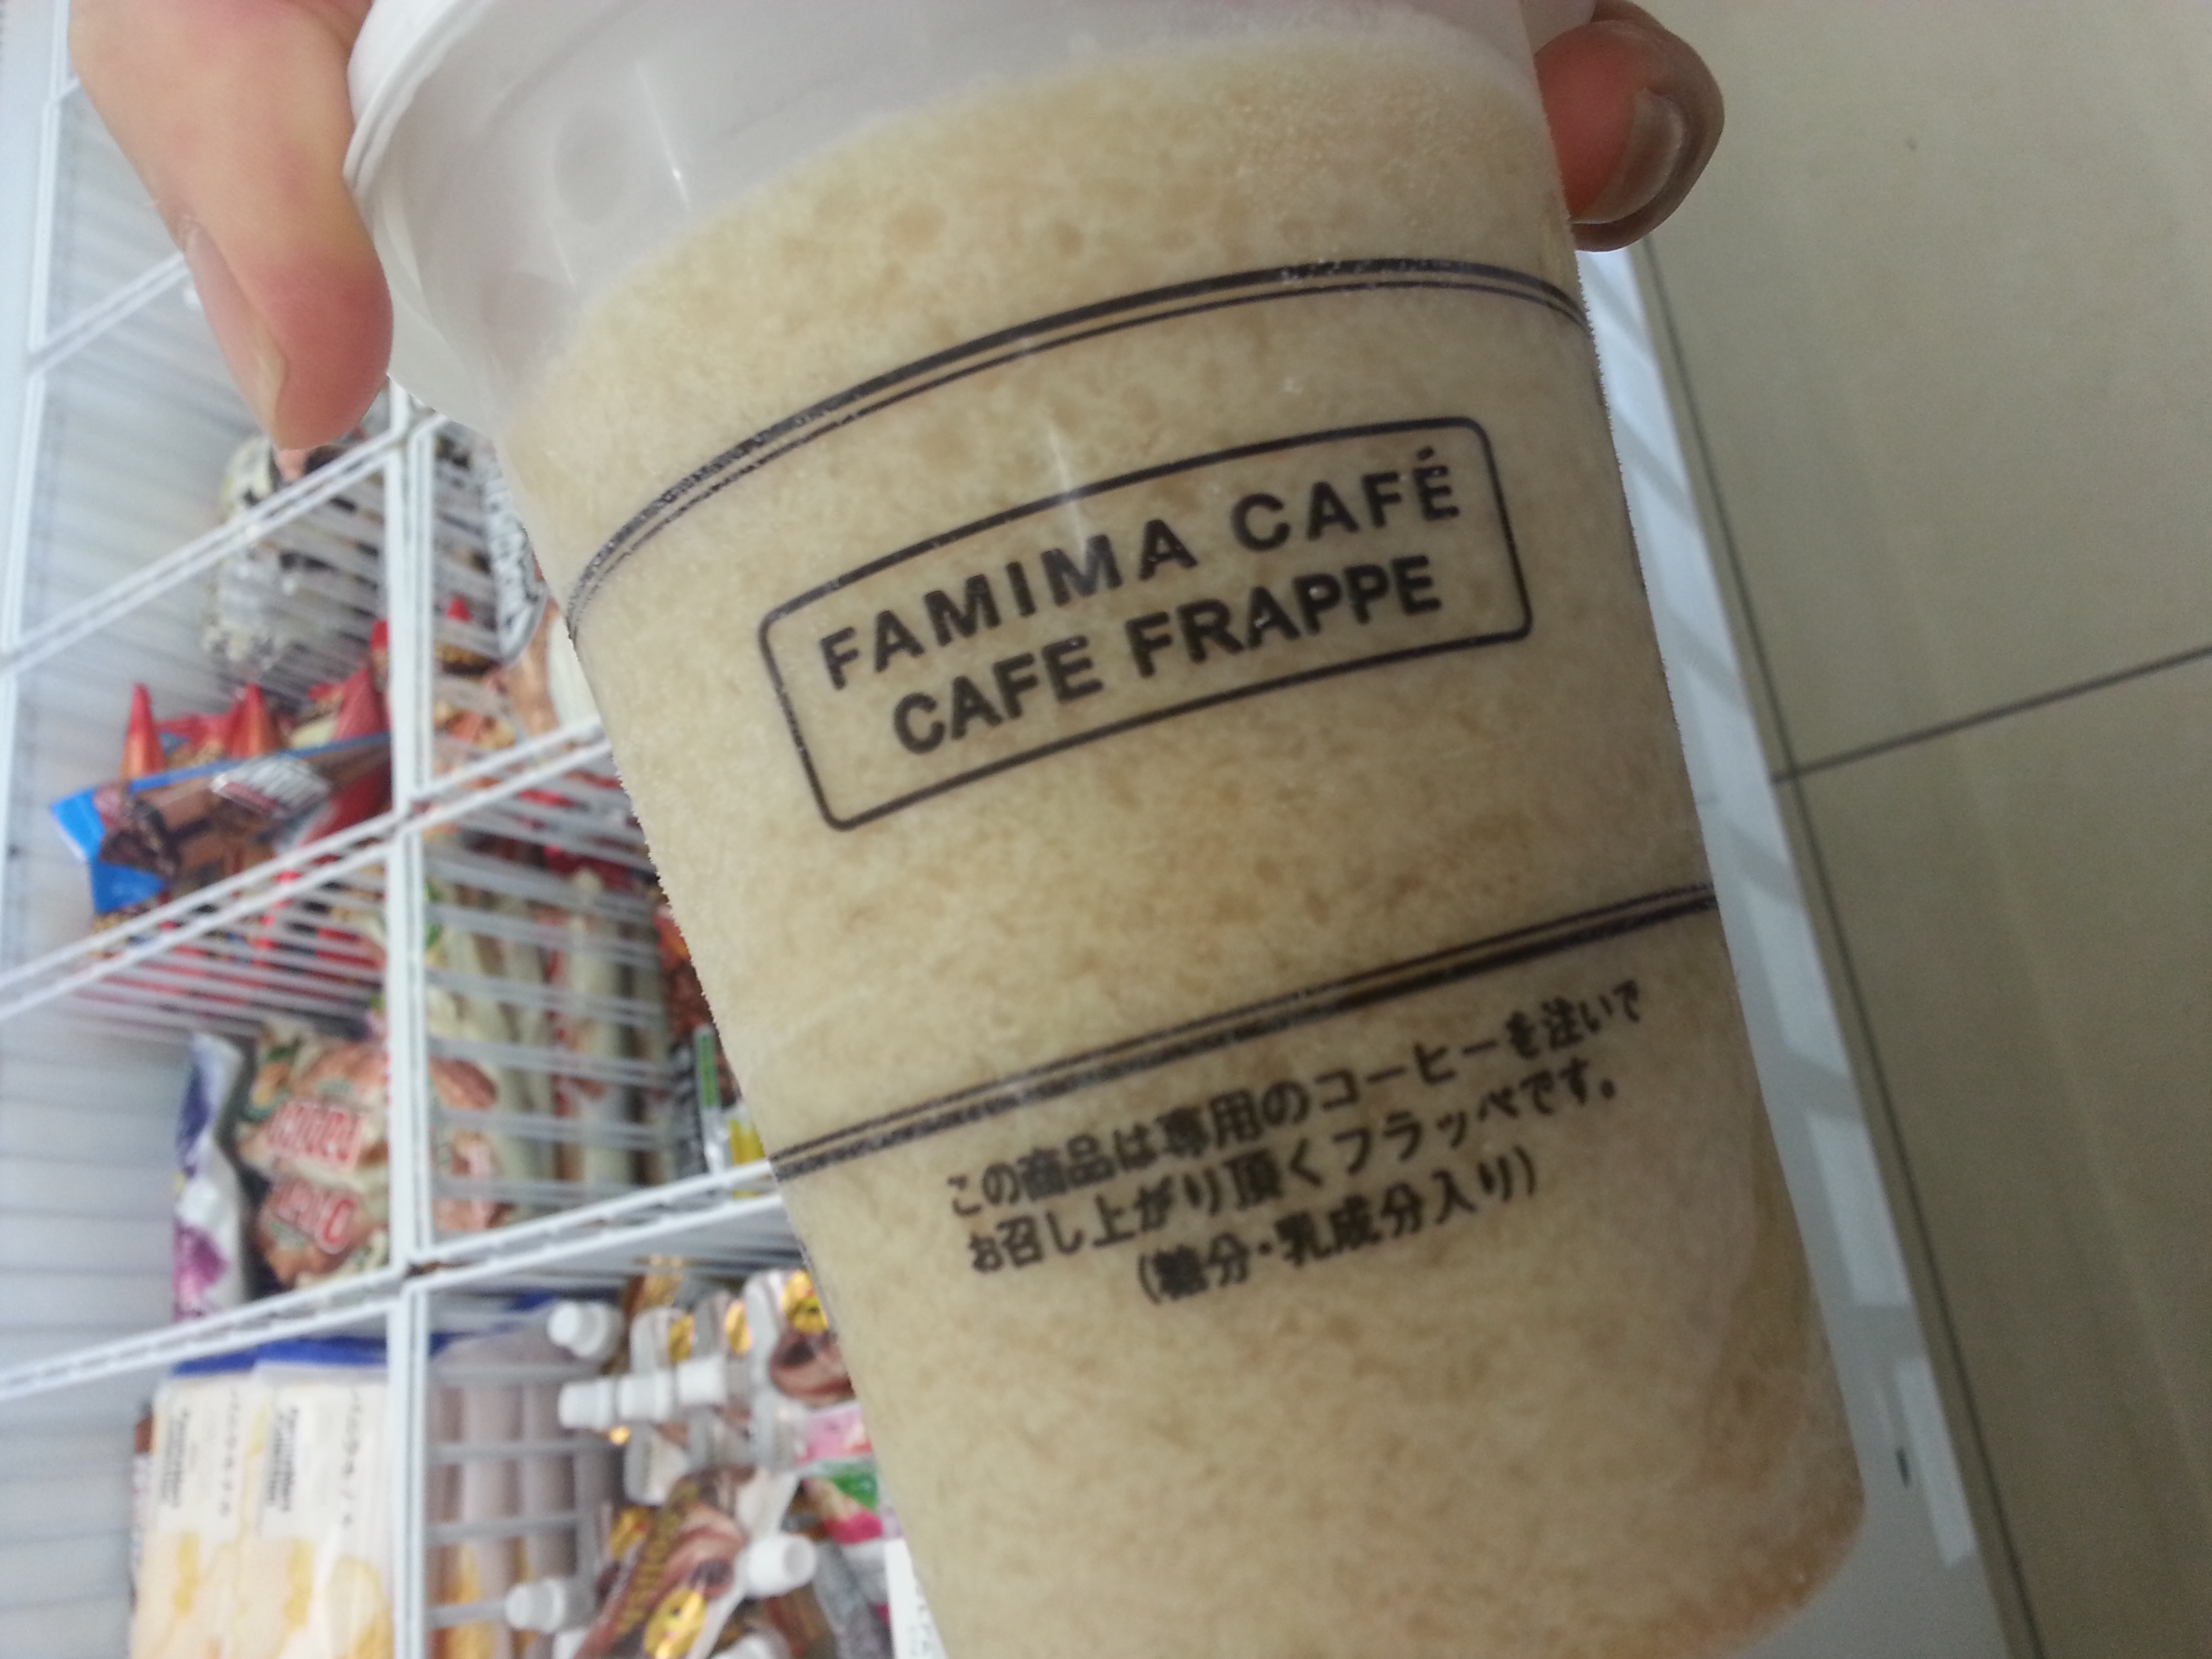 FAMIMA CAFÉ
CAFE FRAPPE
この商品は専用のコーヒーを注いで
お召し上がり頂くフラッペです。
(糖分・乳成分入り)